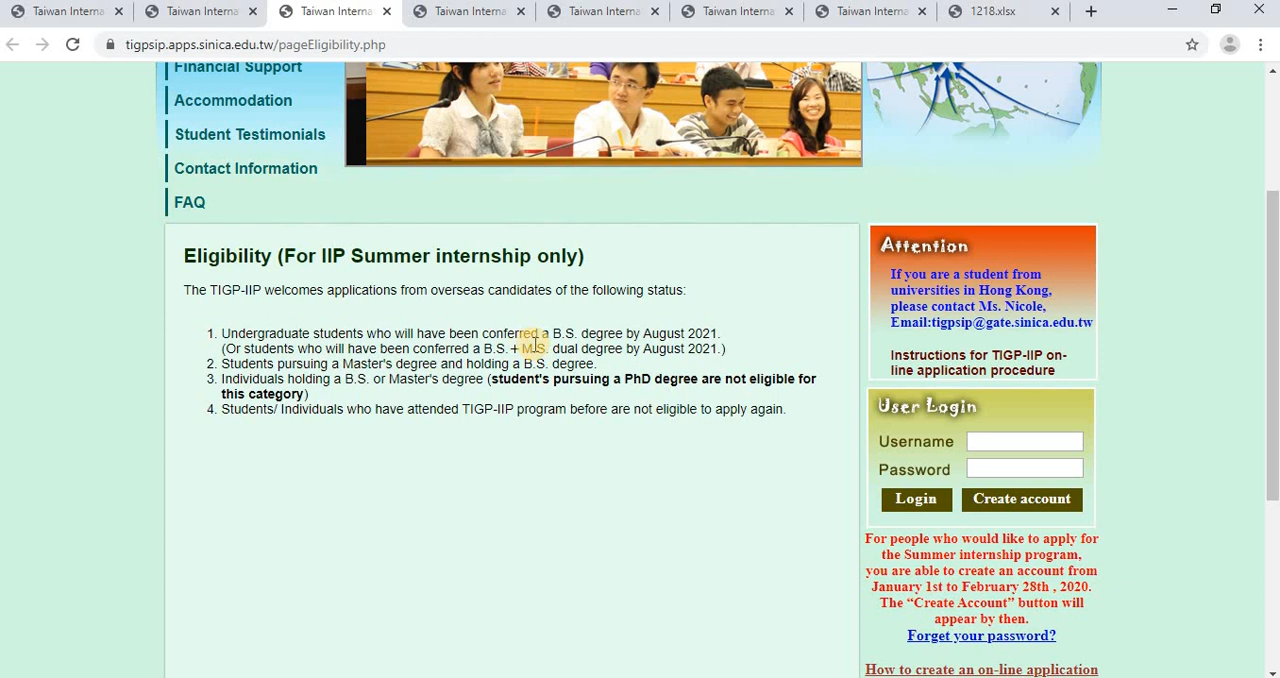 Taiwan Interna
Taiwan Interna
Taiwan Interna
Taiwan Interna
Taiwan Interna
Taiwan Interna
Taiwan Interna
1218.xlsx
tigpsip.apps.sinica.edu.tw/pageEligibility.php
Financial Support
Accommodation
Student Testimonials
Contact Information
FAQ
Eligibility (For IIP Summer internship only)
The TIGP-IIP welcomes applications from overseas candidates of the following status:
1. Undergraduate students who will have been conferred a B.S. degree by August 2021.
(Or students who will have been conferred a B.S.+ M.S. dual degree by August 2021.)
2. Students pursuing a Master's degree and holding a B.S. degree.
3. Individuals holding a B.S. or Master's degree (student's pursuing a PhD degree are not eligible for
this category)
4. Students/ Individuals who have attended TIGP-IIP program before are not eligible to apply again.
Attention
If you are a student from
universities in Hong Kong,
please contact Ms. Nicole,
Email:tigpsip@gate.sinica.edu.tw
Instructions for TIGP-IIP on-
line application procedure
User Login
Username
Password
Login
Create account
For people who would like to apply for
the Summer internship program,
you are able to create an account from
January 1st to February 28th , 2020.
The “Create Account” button will
appear by then.
Forget your password?
How to create an on-line application